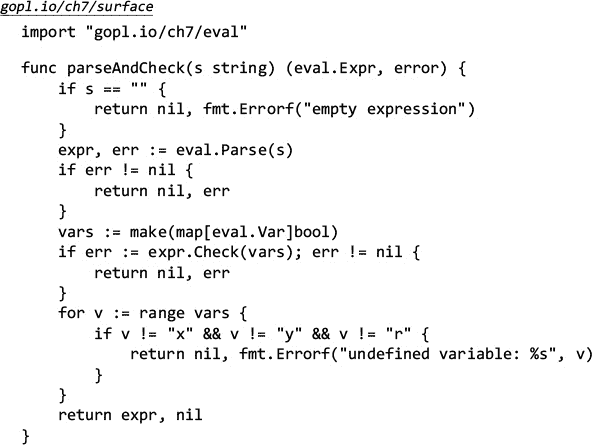 gopl.io/ch7/surface
import "gopl.io/ch7/eval"
func parseAndCheck(s string) (eval.Expr, error) {
    if s == "" {
        return nil, fmt.Errorf("empty expression")
    }
    expr, err := eval.Parse(s)
    if err != nil {
        return nil, err
    }
    vars := make(map[eval.Var]bool)
    if err := expr.Check(vars); err != nil {
        return nil, err
    }
    for v := range vars {
        if v != "x" && v != "y" && v != "r" {
            return nil, fmt.Errorf("undefined variable: %s", v)
        }
    }
    return expr, nil
}